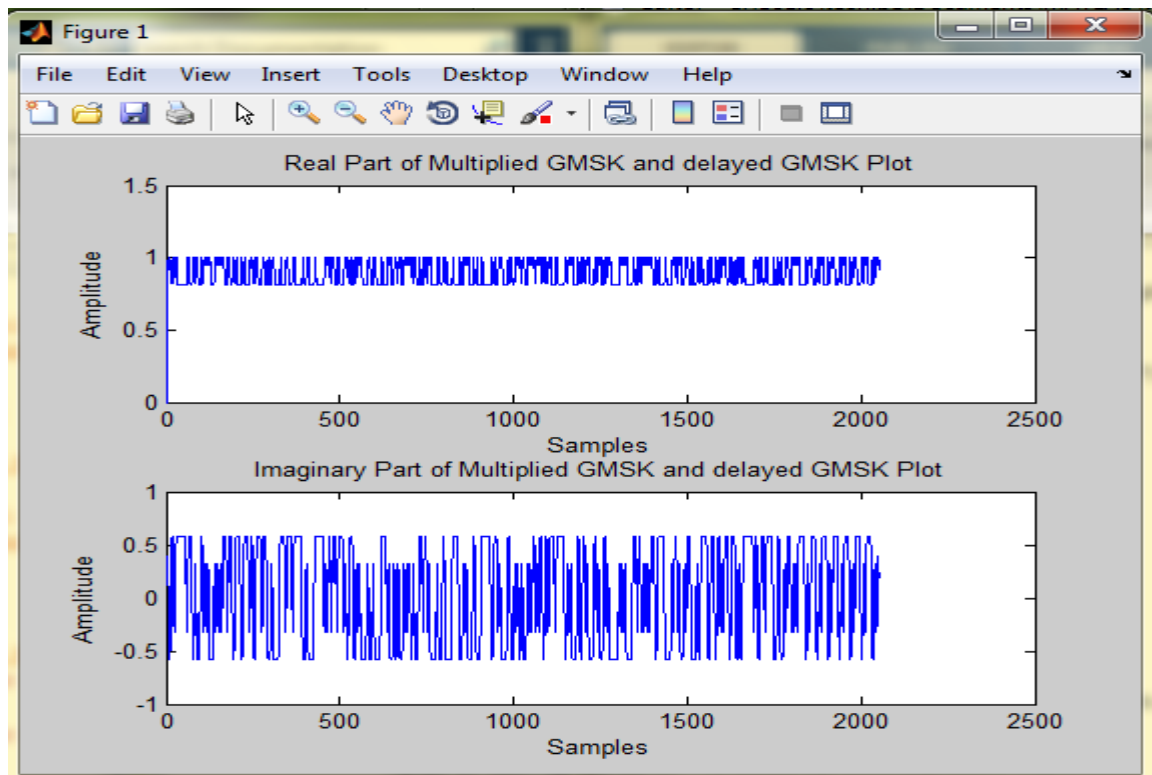 Figure 1
File Edit View Insert Tools Desktop Window Help
Real Part of Multiplied GMSK and delayed GMSK Plot
1.5
1
0.5
0
Amplitude
0 500 1000 1500 2000 2500
Samples
Imaginary Part of Multiplied GMSK and delayed GMSK Plot
1
0.5
0
-0.5
-1
Amplitude
0 500 1000 1500 2000 2500
Samples